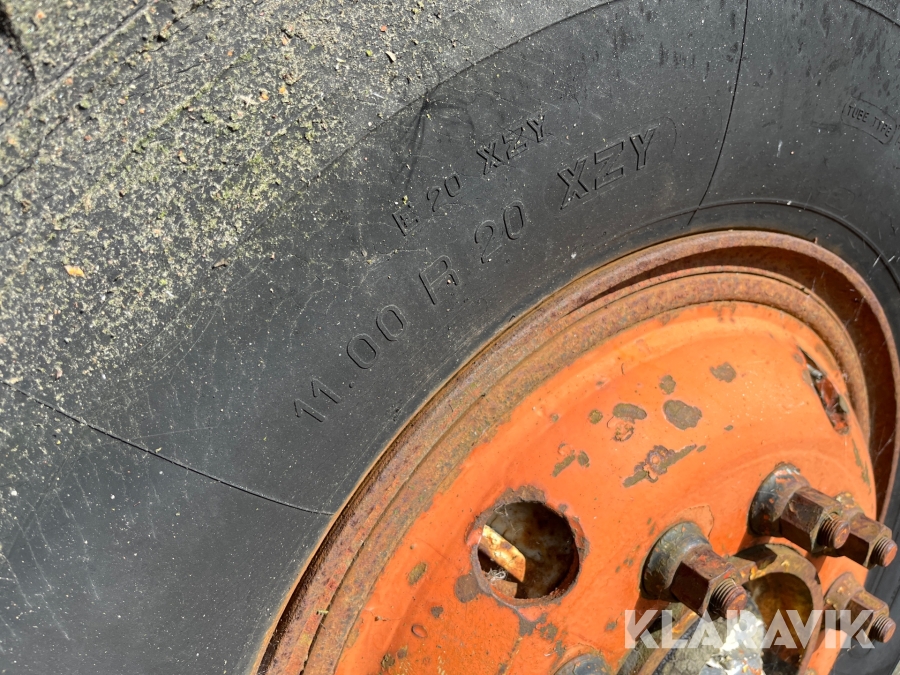 E 20 XZY
11.00 R 20 XZY
TUBE TYPE
KLARAVIK